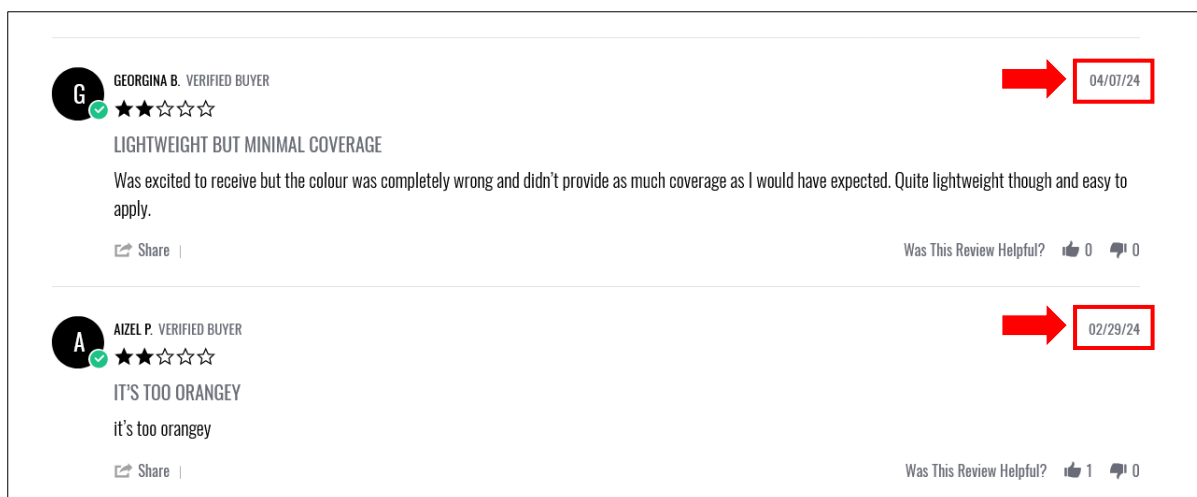 G
GEORGINA B. VERIFIED BUYER
04/07/24
LIGHTWEIGHT BUT MINIMAL COVERAGE
Was excited to receive but the colour was completely wrong and didn’t provide as much coverage as I would have expected. Quite lightweight though and easy to
apply.
Share
Was This Review Helpful? 0 0
A
AIZEL P. VERIFIED BUYER
02/29/24
IT’S TOO ORANGEY
it’s too orangey
Share
Was This Review Helpful? 1 0